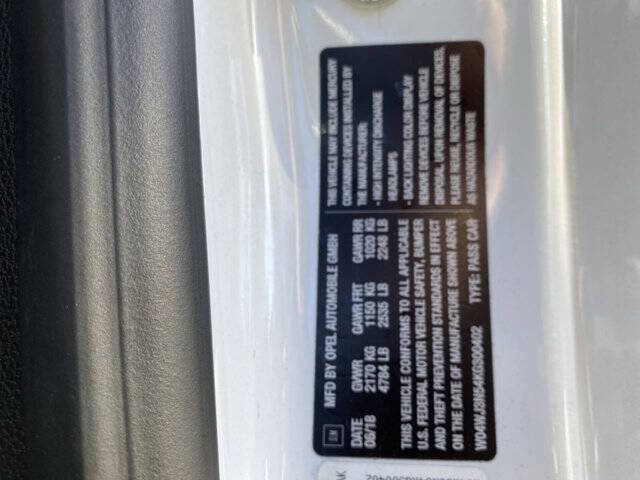 GM
MFD BY OPEL AUTOMOBILE GMBH
DATE GVWR GAWR FRT GAWR RR
06/18 2170 KG 1150 KG 1020 KG
4784 LB 2535 LB 2248 LB
THIS VEHICLE CONFORMS TO ALL APPLICABLE
U.S. FEDERAL MOTOR VEHICLE SAFETY, BUMPER
AND THEFT PREVENTION STANDARDS IN EFFECT
ON THE DATE OF MANUFACTURE SHOWN ABOVE
W04WJ3N54KG300402 TYPE: PASS CAR
THIS VEHICLE MAY INCLUDE MERCURY
CONTAINING DEVICES INSTALLED BY
THE MANUFACTURER:
- HIGH INTENSITY DISCHARGE
HEADLAMPS
- BACK LIGHTING COLOR DISPLAY
REMOVE DEVICES BEFORE VEHICLE
DISPOSAL, UPON REMOVAL OF DEVICES,
PLEASE REUSE, RECYCLE OR DISPOSE
AS HAZARDOUS WASTE